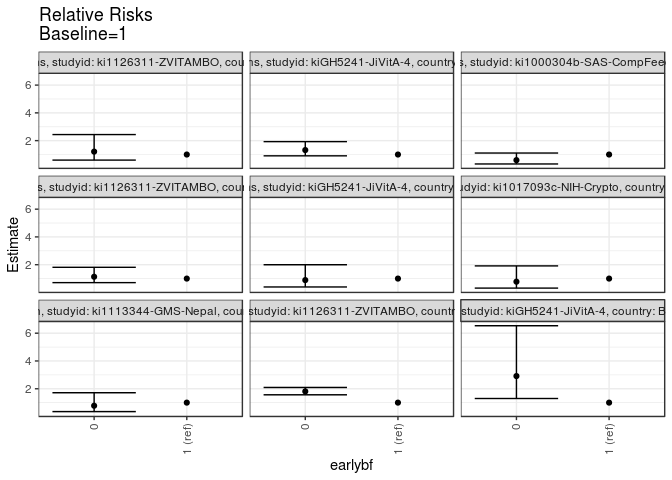 Relative Risks
Baseline=1
s, studyid: ki1126311-ZVITAMBO, cou
ns, studyid: kiGH5241-JiVitA-4, country
s, studyid: ki1000304b-SAS-CompFee
6
4
2
s, studyid: ki1126311-ZVITAMBO, cou
ns, studyid: kiGH5241-JiVitA-4, country
udyid: ki1017093c-NIH-Crypto, country
6
4
2
Estimate
n, studyid: ki1113344-GMS-Nepal, cou
studyid: ki1126311-ZVITAMBO, countr
studyid: kiGH5241-JiVitA-4, country: B
6
4
2
0
1 (ref)
0
1 (ref)
0
1 (ref)
earlybf